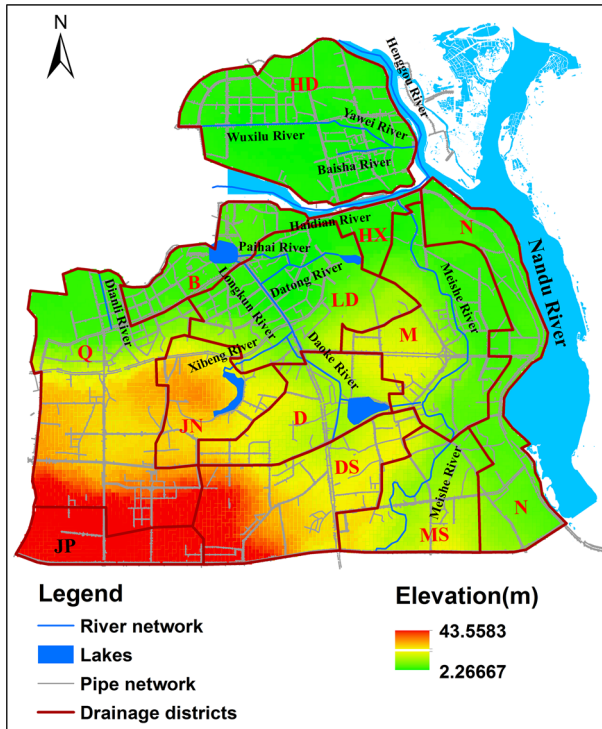 N
HD
Henggou River
Yawei River
Wuxilu River
Baisha River
Haidian River
HX
N
Paihai River
B
Dianli River
Longkun River
Datong River
LD
Meishe River
Nandu River
M
Q
Xibeng River
Daoke River
JN
D
DS
Meishe River
N
MS
JP
Legend
River network
Lakes
Pipe network
Drainage districts
Elevation(m)
43.5583
2.26667